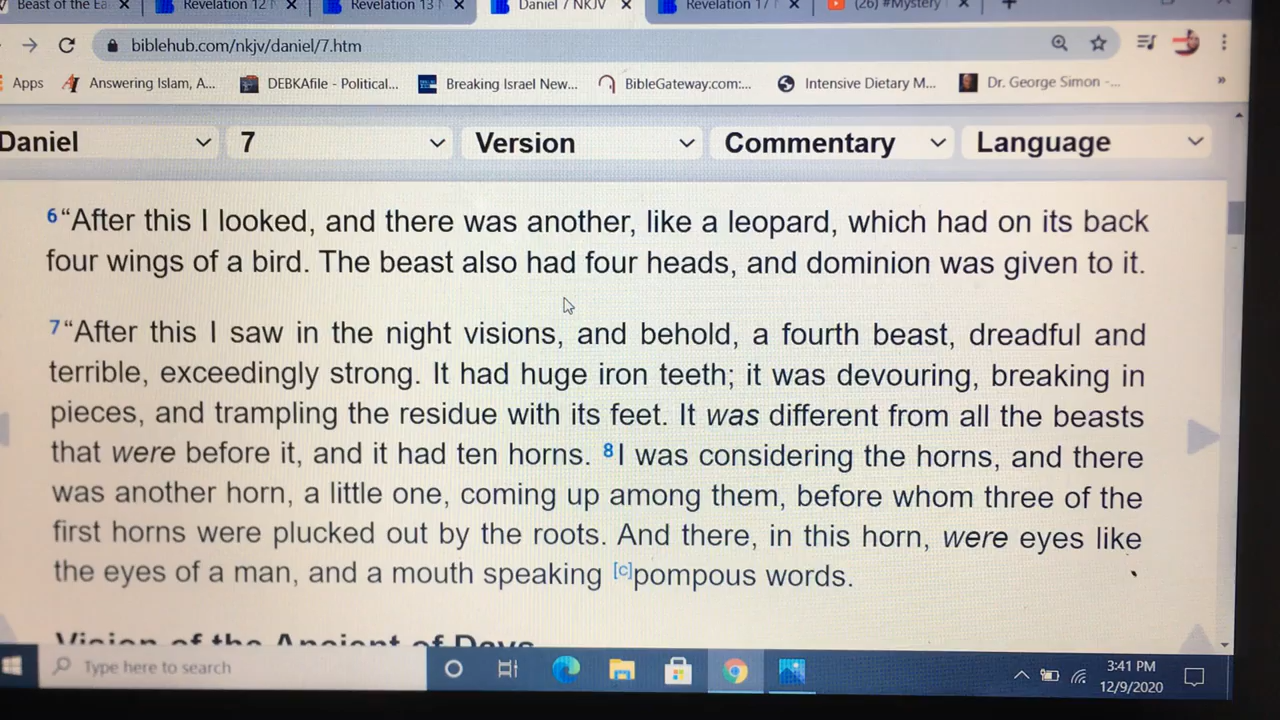 Beast of the Ea
Revelation 12
Revelation 13
Daniel 7 NKJV
Revelation 17
(26) #Mystery
biblehub.com/nkjv/daniel/7.htm
Apps
Answering Islam, A...
DEBKAfile - Political...
Breaking Israel New...
BibleGateway.com:...
Intensive Dietary M...
Dr. George Simon -...
»
Daniel
7
Version
Commentary
Language
6 “After this I looked, and there was another, like a leopard, which had on its back
four wings of a bird. The beast also had four heads, and dominion was given to it.
7 “After this I saw in the night visions, and behold, a fourth beast, dreadful and
terrible, exceedingly strong. It had huge iron teeth; it was devouring, breaking in
pieces, and trampling the residue with its feet. It was different from all the beasts
that were before it, and it had ten horns. 8 I was considering the horns, and there
was another horn, a little one, coming up among them, before whom three of the
first horns were plucked out by the roots. And there, in this horn, were eyes like
the eyes of a man, and a mouth speaking [c]pompous words.
Vision of the Ancient of Days
Type here to search
3:41 PM
12/9/2020